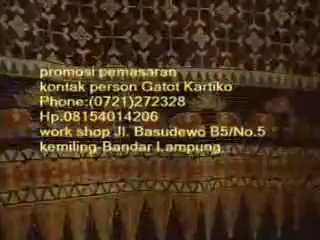 promosi pemasaran
kontak person Gatot Kartiko
Phone:(0721)272328
Hp.08154014206
work shop Jl. Basudewo B5/No.5
kemiling-Bandar Lampung